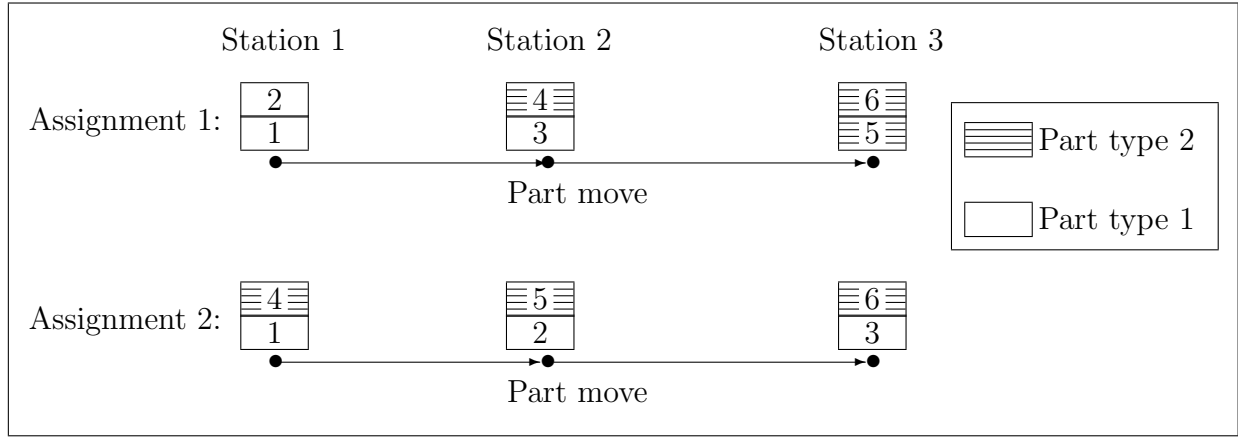 Station 1 Station 2 Station 3
2 4 6
Assignment 1:
1 3 5
Part move
Part type 2
Part type 1
4 5 6
Assignment 2:
1 2 3
Part move